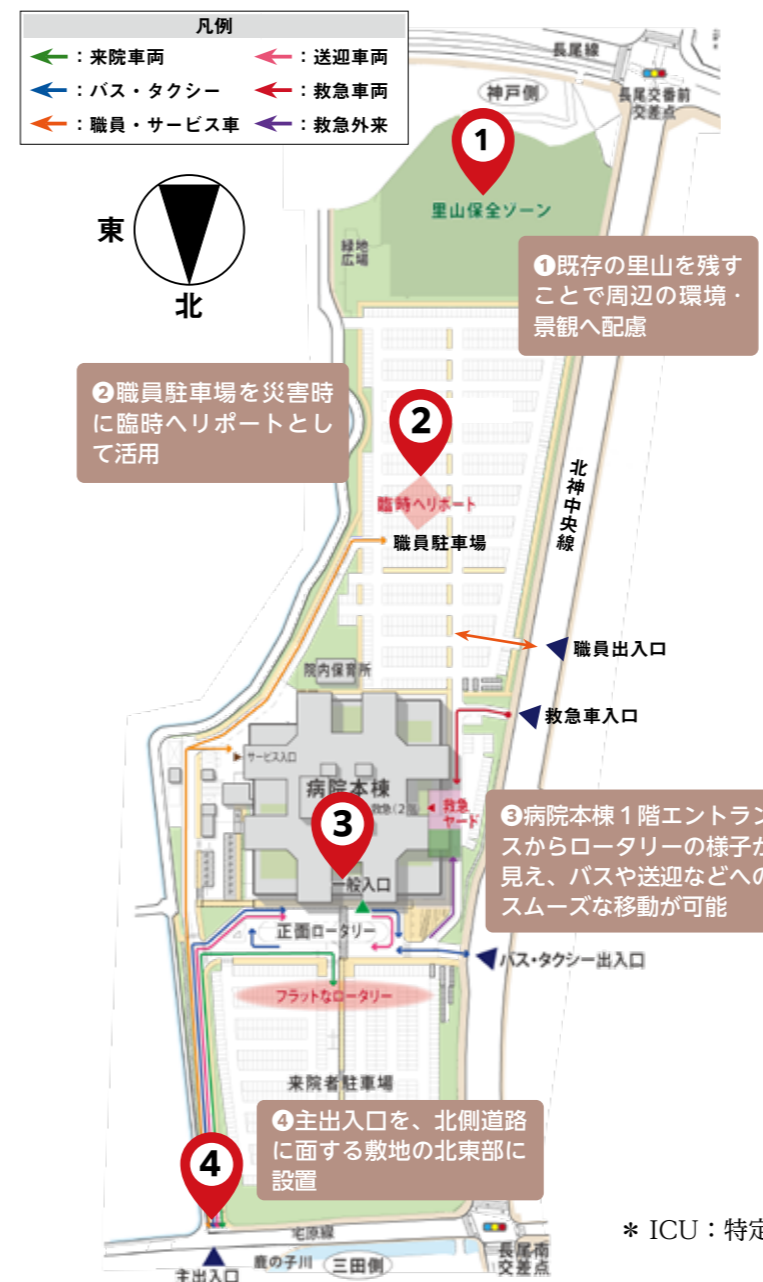 凡例
：来院車両
：送迎車両
：バス・タクシー
：救急車両
：職員・サービス車
：救急外来
長尾線
神戸側
長尾交番前
交差点
1
里山保全ゾーン
東
北
緑地
広場
❶既存の里山を残す
ことで周辺の環境・
景観へ配慮
❷職員駐車場を災害時
に臨時ヘリポートとし
て活用
2
臨時ヘリポート
職員駐車場
北神中央線
職員出入口
院内保育所
救急車入口
サービス入口
病院本棟
救急
ヤード
3
❸病院本棟１階エントラン
スからロータリーの様子が
見え、バスや送迎などへの
スムーズな移動が可能
一般入口
正面ロータリー
バス・タクシー出入口
フラットなロータリー
来院者駐車場
❹主出入口を、北側道路
に面する敷地の北東部に
設置
4
宅原線
＊ ICU：特定
鹿の子川
三田側
長尾南
交差点
主出入口